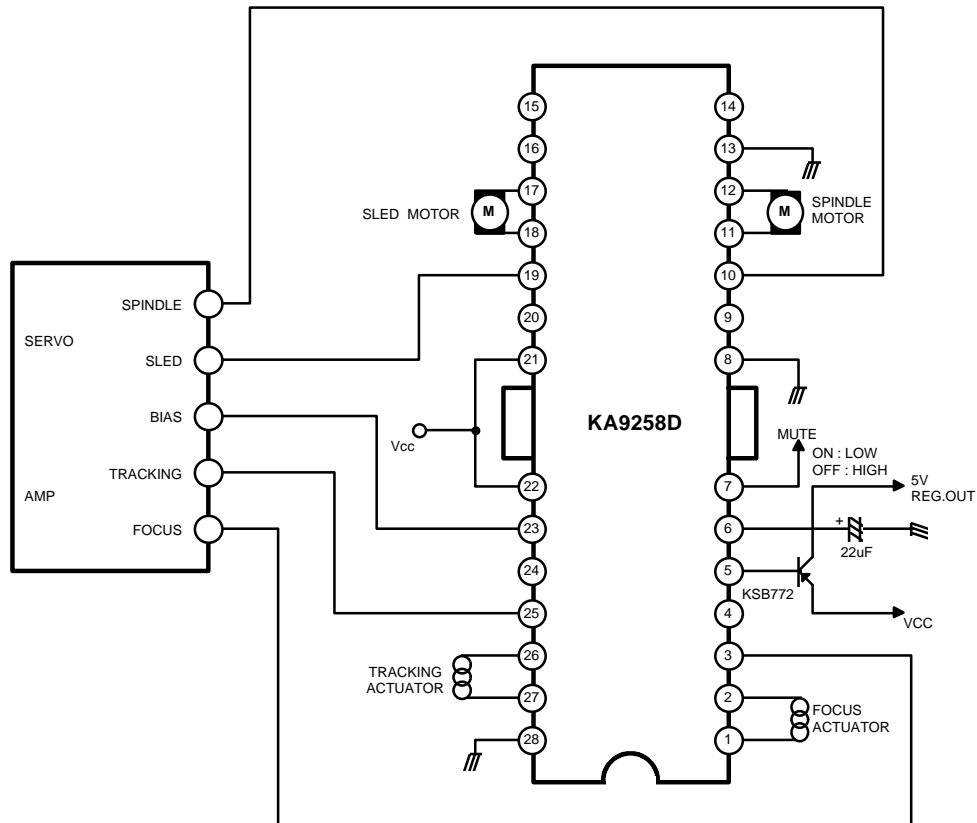 15
14
16
13
17
12
SLED MOTOR
M
M
SPINDLE
MOTOR
18
11
19
10
SPINDLE
20
9
SERVO
SLED
21
8
BIAS
KA9258D
Vcc
MUTE
ON : LOW
OFF : HIGH
TRACKING
AMP
22
7
5V
REG.OUT
FOCUS
23
6
+
22uF
24
5
KSB772
25
4
VCC
26
3
TRACKING
ACTUATOR
27
2
FOCUS
ACTUATOR
28
1